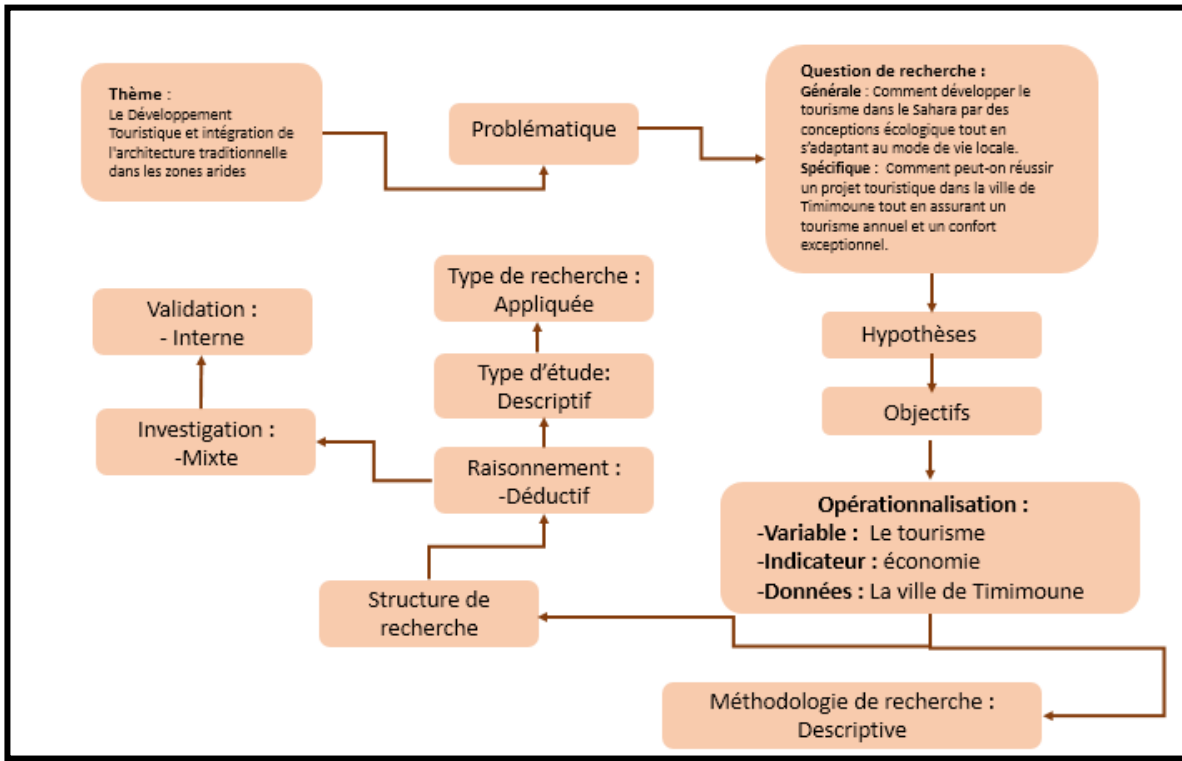 Thème :
Le Développement
Touristique et intégration de
l'architecture traditionnelle
dans les zones arides
Problématique
Question de recherche :
Générale : Comment développer le
tourisme dans le Sahara par des
conceptions écologique tout en
s'adaptant au mode de vie locale.
Spécifique : Comment peut-on réussir
un projet touristique dans la ville de
Timimoune tout en assurant un
tourisme annuel et un confort
exceptionnel.
Hypothèses
Objectifs
Opérationnalisation :
-Variable : Le tourisme
-Indicateur : économie
-Données : La ville de Timimoune
Méthodologie de recherche :
Descriptive
Structure de
recherche
Raisonnement :
-Déductif
Type d'étude:
Descriptif
Type de recherche :
Appliquée
Investigation :
-Mixte
Validation :
- Interne